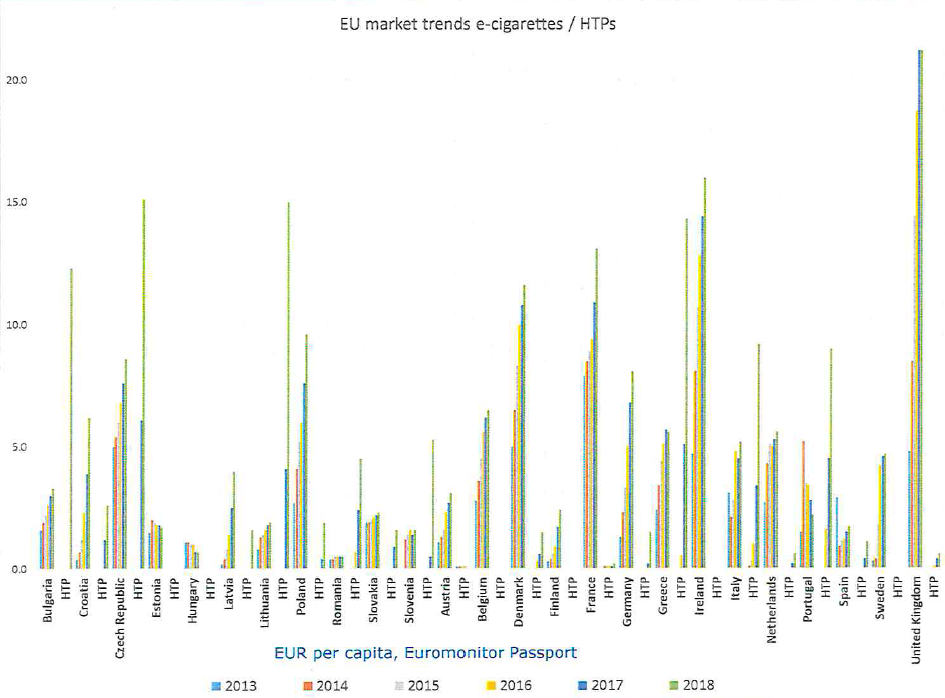 EU market trends e-cigarettes / HTPs
20.0
15.0
10.0
5.0
0.0
Bulgaria
HTP
Croatia
HTP
Czech Republic
HTP
Estonia
HTP
Hungary
HTP
Latvia
HTP
Lithuania
HTP
Poland
HTP
Romania
HTP
Slovakia
HTP
Slovenia
HTP
Austria
HTP
Belgium
HTP
Denmark
HTP
Finland
HTP
France
HTP
Germany
HTP
Greece
HTP
Ireland
HTP
Italy
HTP
Netherlands
HTP
Portugal
HTP
Spain
HTP
Sweden
HTP
United Kingdom
HTP
EUR per capita, Euromonitor Passport
2013 2014 2015 2016 2017 2018